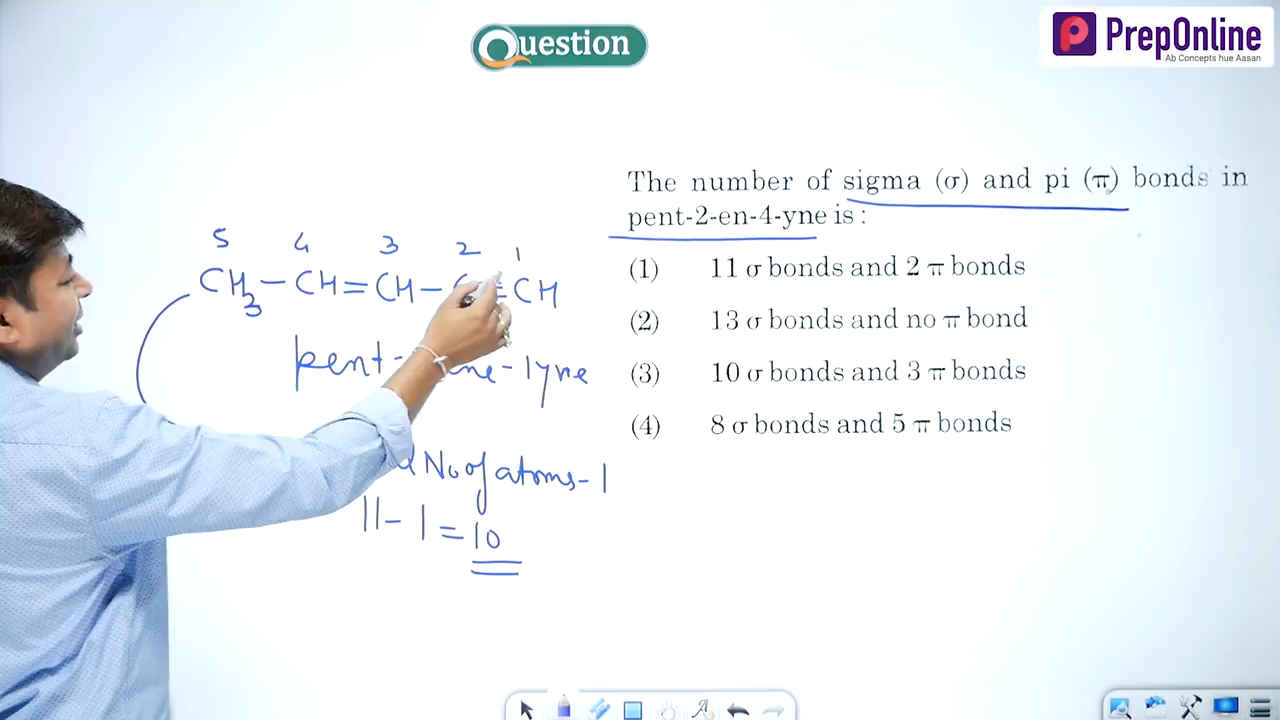 Question
PrepOnline
Ab Concepts hue Aasan
The number of sigma (σ) and pi (π) bonds in
pent-2-en-4-yne is :
(1) 11 σ bonds and 2 π bonds
(2) 13 σ bonds and no π bond
(3) 10 σ bonds and 3 π bonds
(4) 8 σ bonds and 5 π bonds
5 4 3 2 1
CH3 - CH = CH - ≡ CH
pent- -1yne
No of atoms - 1
11 - 1 = 10